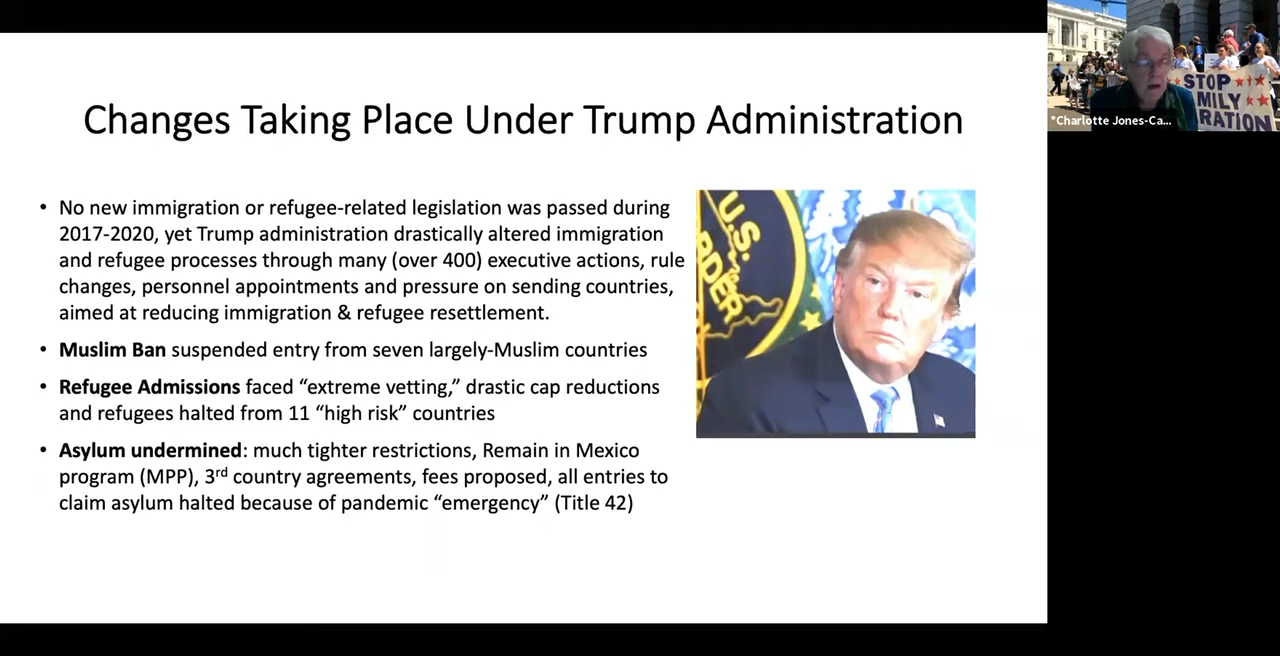 Changes Taking Place Under Trump Administration
• No new immigration or refugee-related legislation was passed during
2017-2020, yet Trump administration drastically altered immigration
and refugee processes through many (over 400) executive actions, rule
changes, personnel appointments and pressure on sending countries,
aimed at reducing immigration & refugee resettlement.
• Muslim Ban suspended entry from seven largely-Muslim countries
• Refugee Admissions faced “extreme vetting,” drastic cap reductions
and refugees halted from 11 “high risk” countries
• Asylum undermined: much tighter restrictions, Remain in Mexico
program (MPP), 3rd country agreements, fees proposed, all entries to
claim asylum halted because of pandemic “emergency” (Title 42)
U.S.
RDER
STOP
MILY
RATION
*Charlotte Jones-Ca...